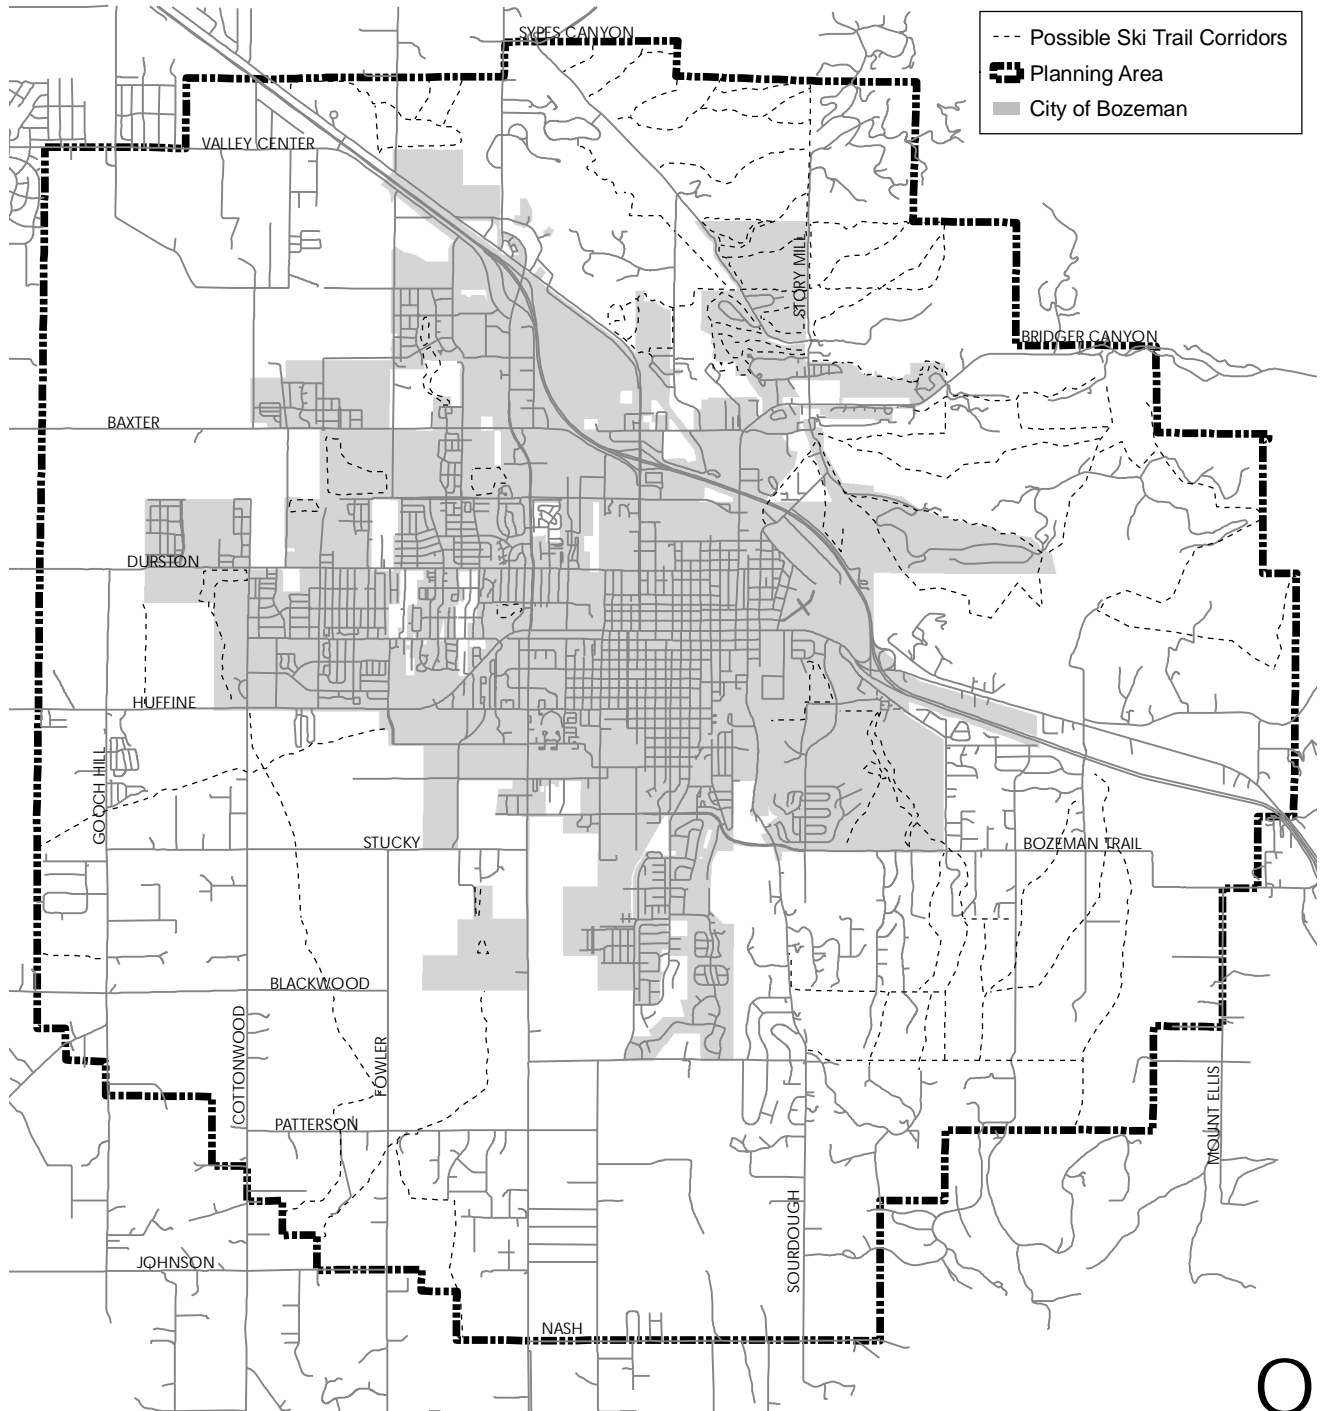 SYPES CANYON
Possible Ski Trail Corridors
Planning Area
City of Bozeman
VALLEY CENTER
STORY MILL
BRIDGER CANYON
BAXTER
DURSTON
HUFFINE
GOOCH HILL
STUCKY
BOZEMAN TRAIL
BLACKWOOD
COTTONWOOD
FOWLER
PATTERSON
MOUNT ELLIS
SOURDOUGH
JOHNSON
NASH
O